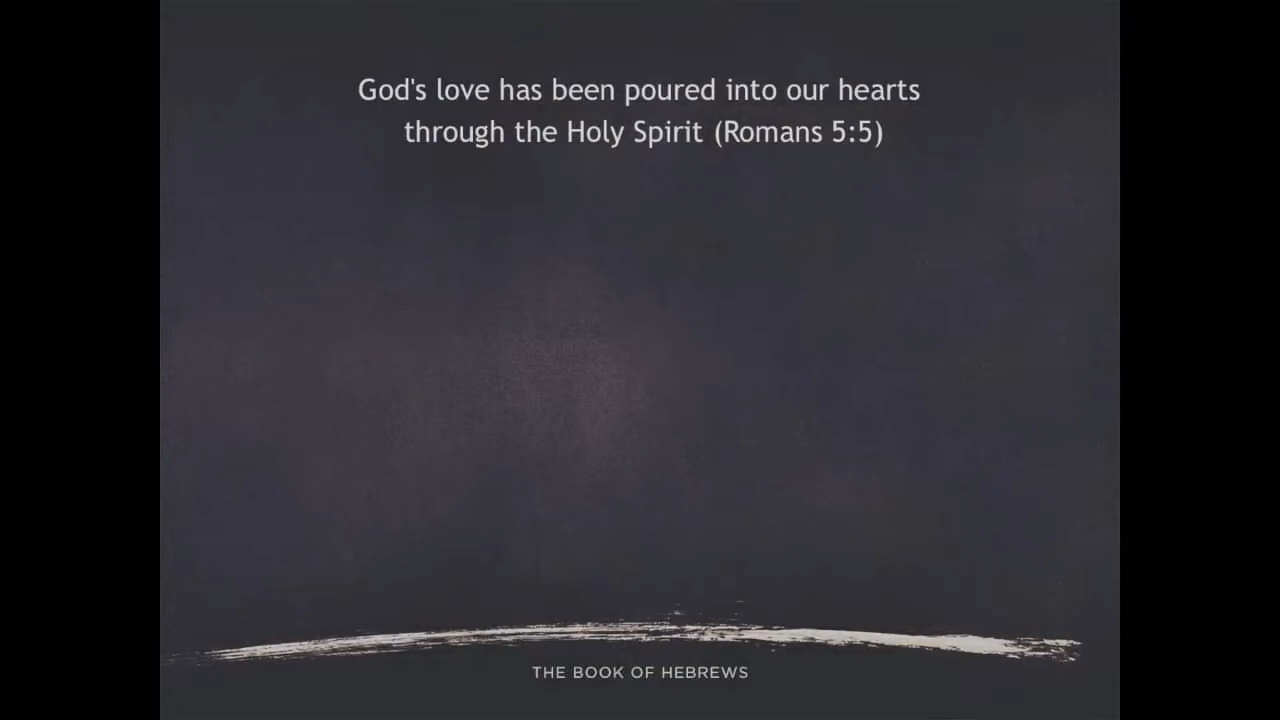 God's love has been poured into our hearts
through the Holy Spirit (Romans 5:5)
THE BOOK OF HEBREWS